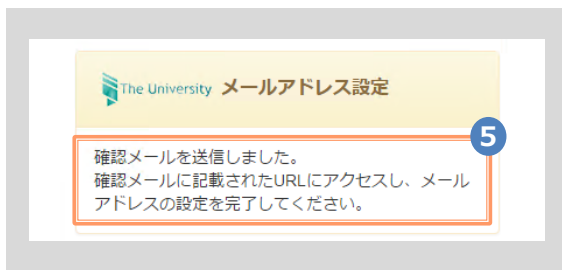 The University メールアドレス設定
5
確認メールを送信しました。
確認メールに記載されたURLにアクセスし、メール
アドレスの設定を完了してください。